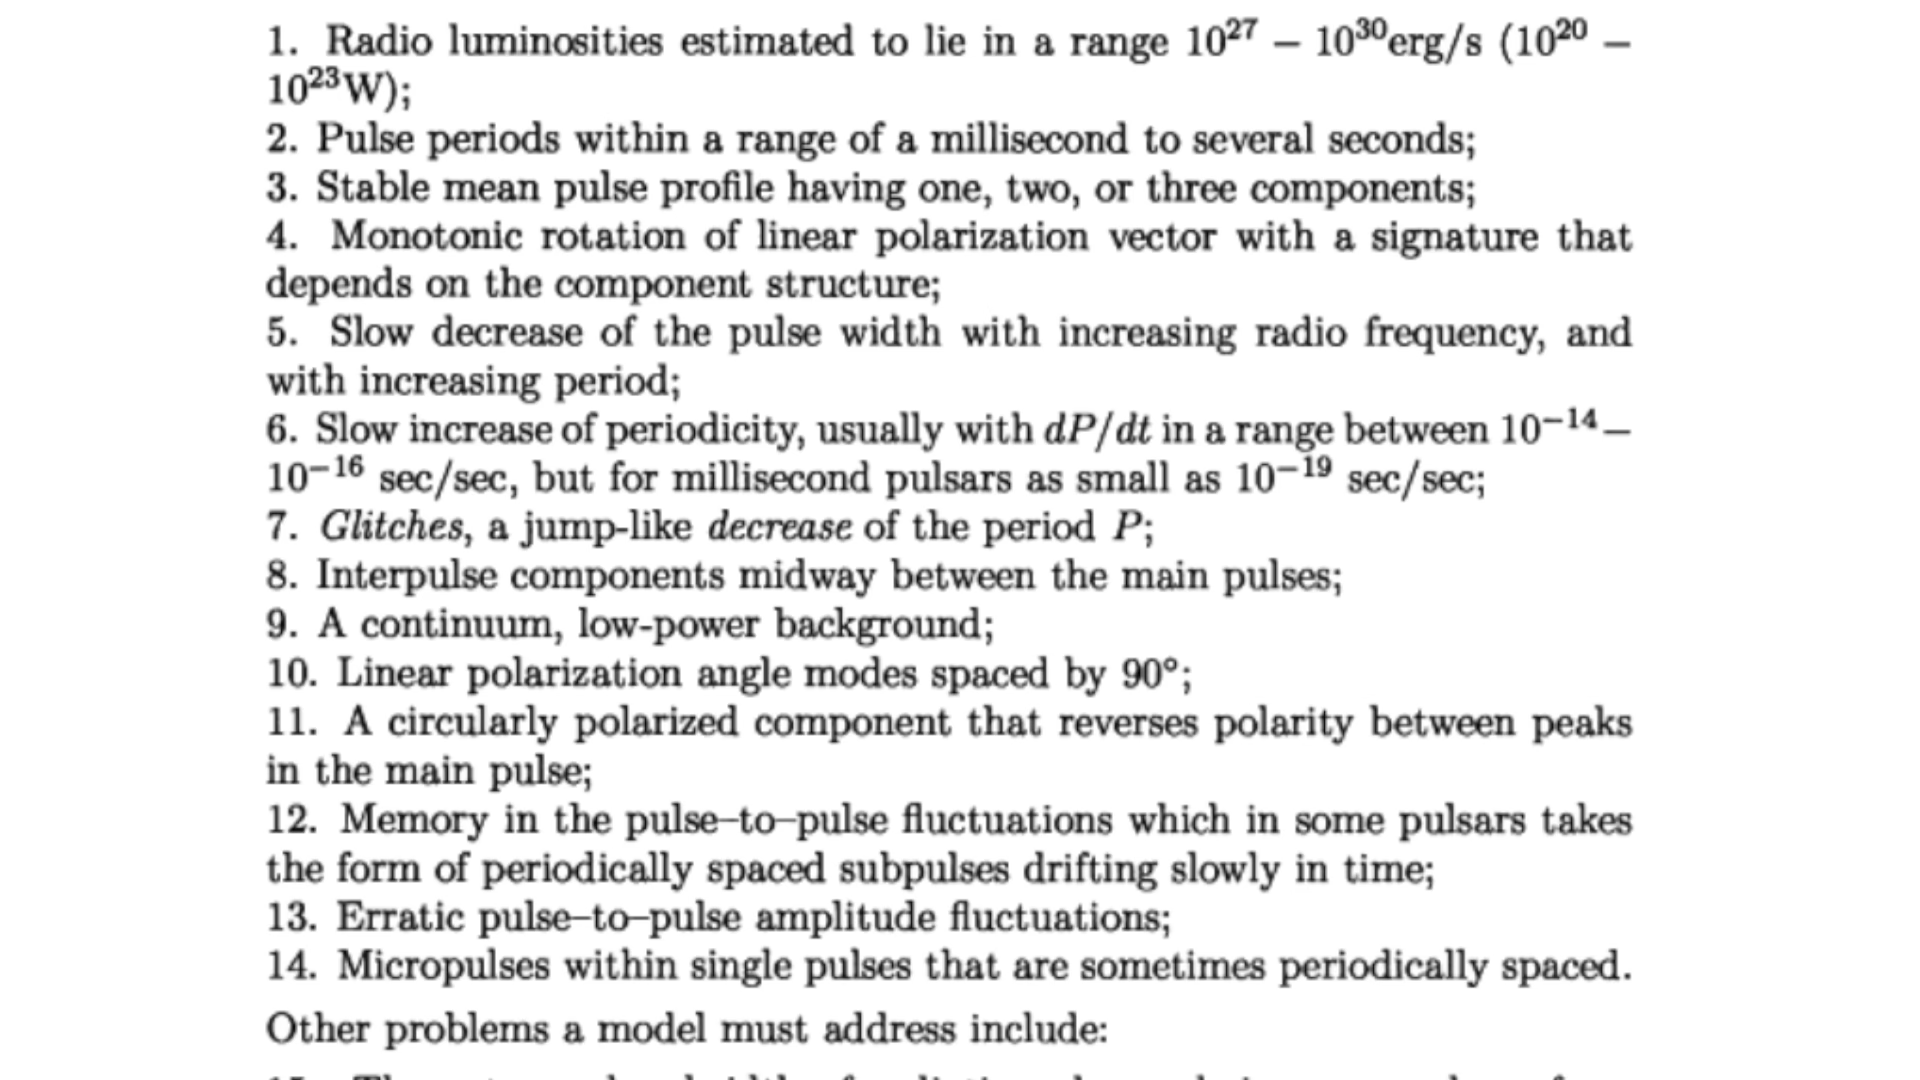 1. Radio luminosities estimated to lie in a range 10²⁷ – 10³⁰erg/s (10²⁰ –
10²³W);
2. Pulse periods within a range of a millisecond to several seconds;
3. Stable mean pulse profile having one, two, or three components;
4. Monotonic rotation of linear polarization vector with a signature that
depends on the component structure;
5. Slow decrease of the pulse width with increasing radio frequency, and
with increasing period;
6. Slow increase of periodicity, usually with dP/dt in a range between 10⁻¹⁴–
10⁻¹⁶ sec/sec, but for millisecond pulsars as small as 10⁻¹⁹ sec/sec;
7. Glitches, a jump-like decrease of the period P;
8. Interpulse components midway between the main pulses;
9. A continuum, low-power background;
10. Linear polarization angle modes spaced by 90°;
11. A circularly polarized component that reverses polarity between peaks
in the main pulse;
12. Memory in the pulse–to–pulse fluctuations which in some pulsars takes
the form of periodically spaced subpulses drifting slowly in time;
13. Erratic pulse–to–pulse amplitude fluctuations;
14. Micropulses within single pulses that are sometimes periodically spaced.
Other problems a model must address include: